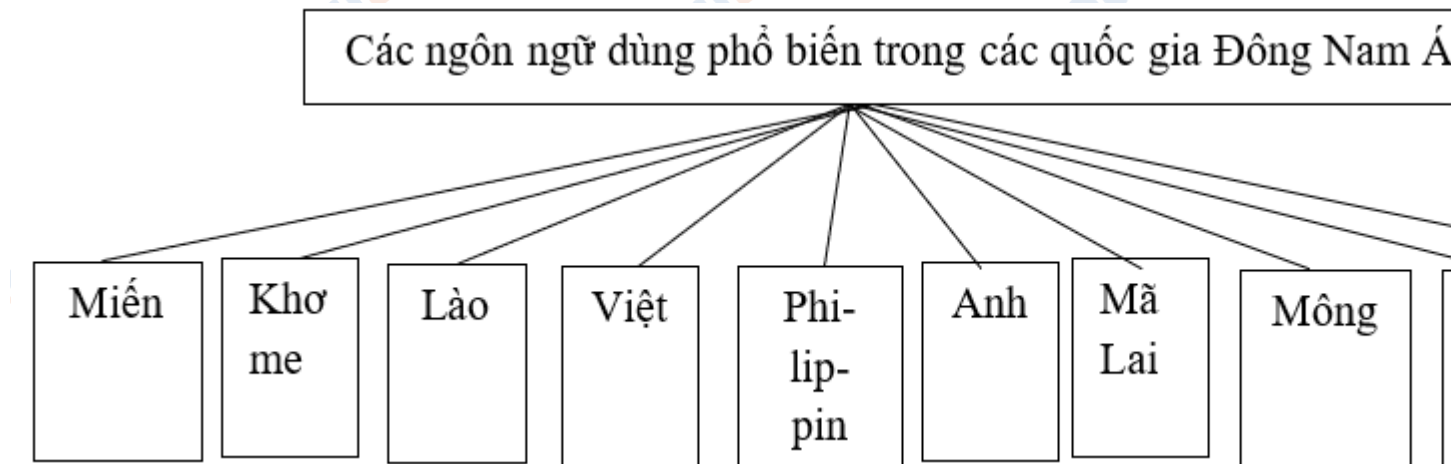 Các ngôn ngữ dùng phổ biến trong các quốc gia Đông Nam Á
Miến
Khơ
me
Lào
Việt
Phi-
lip-
pin
Anh
Mã
Lai
Mông